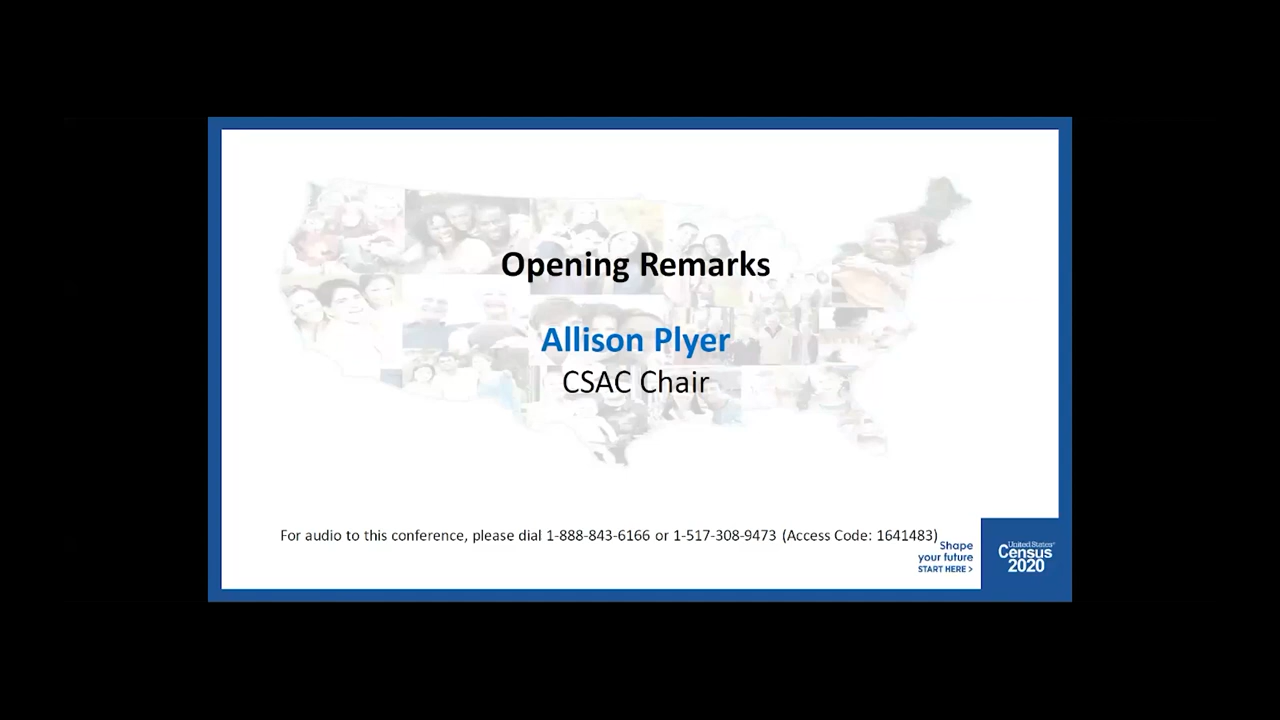 Opening Remarks
Allison Plyer
CSAC Chair
For audio to this conference, please dial 1-888-843-6166 or 1-517-308-9473 (Access Code: 1641483)
Shape
your future
START HERE >
United States®
Census
2020